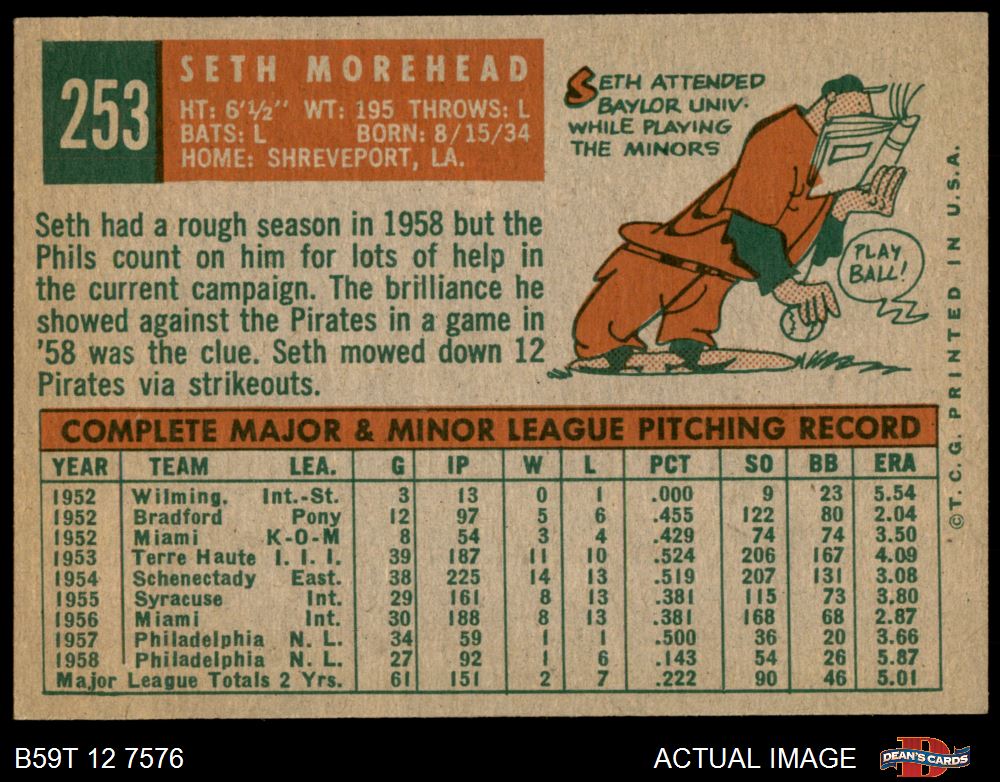 253
SETH MOREHEAD
HT: 6'½" WT: 195 THROWS: L
BATS: L BORN: 8/15/34
HOME: SHREVEPORT, LA.
SETH ATTENDED
BAYLOR UNIV.
WHILE PLAYING
THE MINORS
PLAY
BALL!
Seth had a rough season in 1958 but the
Phils count on him for lots of help in
the current campaign. The brilliance he
showed against the Pirates in a game in
'58 was the clue. Seth mowed down 12
Pirates via strikeouts.
©T. C. G. PRINTED IN U.S.A.
COMPLETE MAJOR & MINOR LEAGUE PITCHING RECORD
YEAR TEAM LEA. G IP W L PCT SO BB ERA
1952 Wilming. Int.-St. 3 13 0 1 .000 9 23 5.54
1952 Bradford Pony 12 97 5 6 .455 122 80 2.04
1952 Miami K-O-M 8 54 3 4 .429 74 74 3.50
1953 Terre Haute I. I. I. 39 187 11 10 .524 206 167 4.09
1954 Schenectady East. 38 225 14 13 .519 207 131 3.08
1955 Syracuse Int. 29 161 8 13 .381 115 73 3.80
1956 Miami Int. 30 188 8 13 .381 168 68 2.87
1957 Philadelphia N. L. 34 59 1 1 .500 36 20 3.66
1958 Philadelphia N. L. 27 92 1 6 .143 54 26 5.87
Major League Totals 2 Yrs. 61 151 2 7 .222 90 46 5.01
B59T 12 7576
ACTUAL IMAGE
DEAN'S CARDS